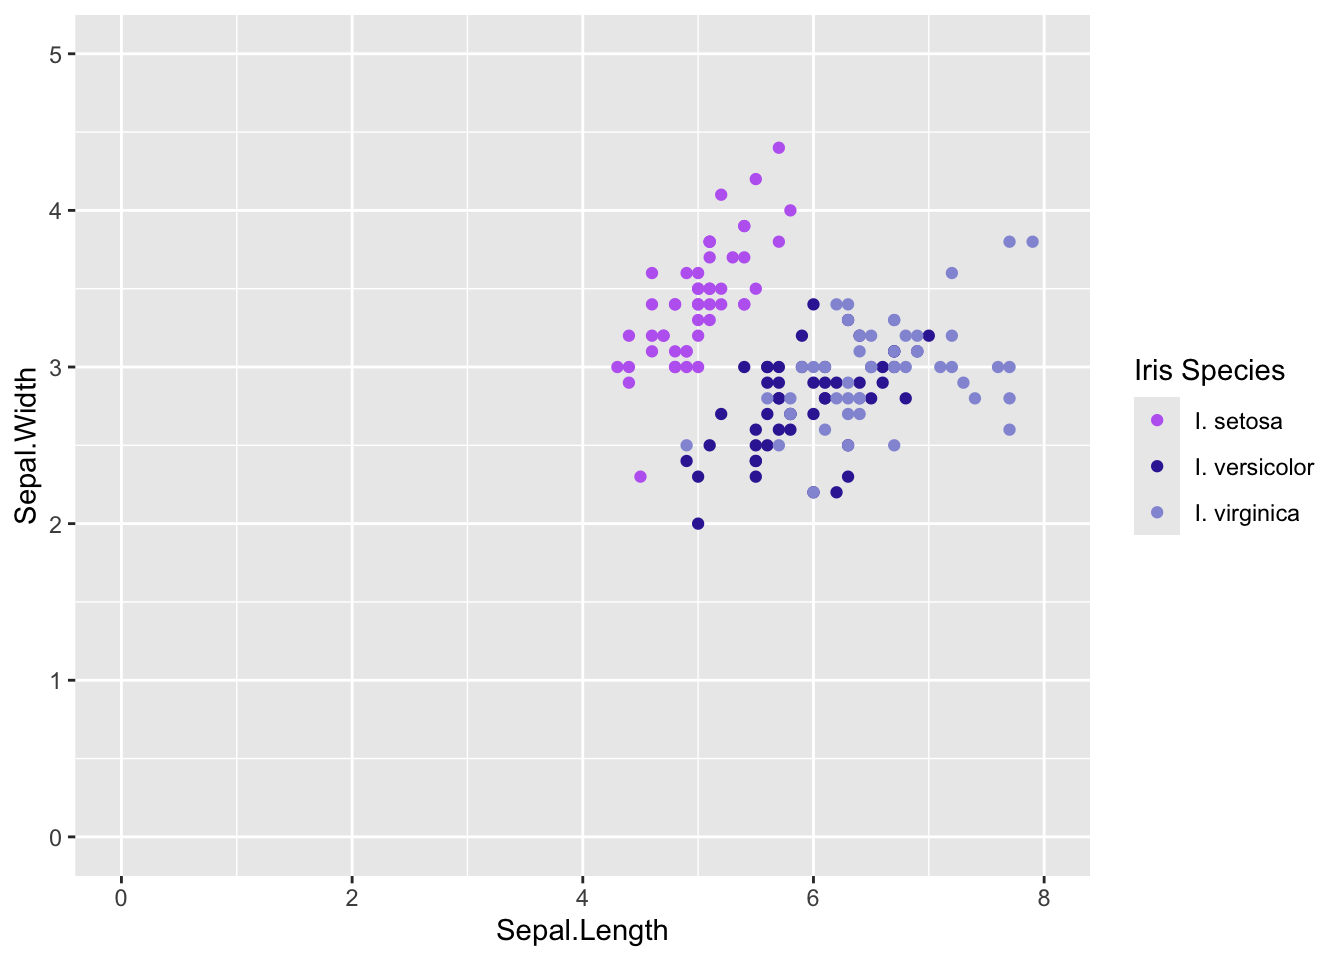 5
4
3
2
1
0
Sepal.Width
0 2 4 6 8
Sepal.Length
Iris Species
I. setosa
I. versicolor
I. virginica